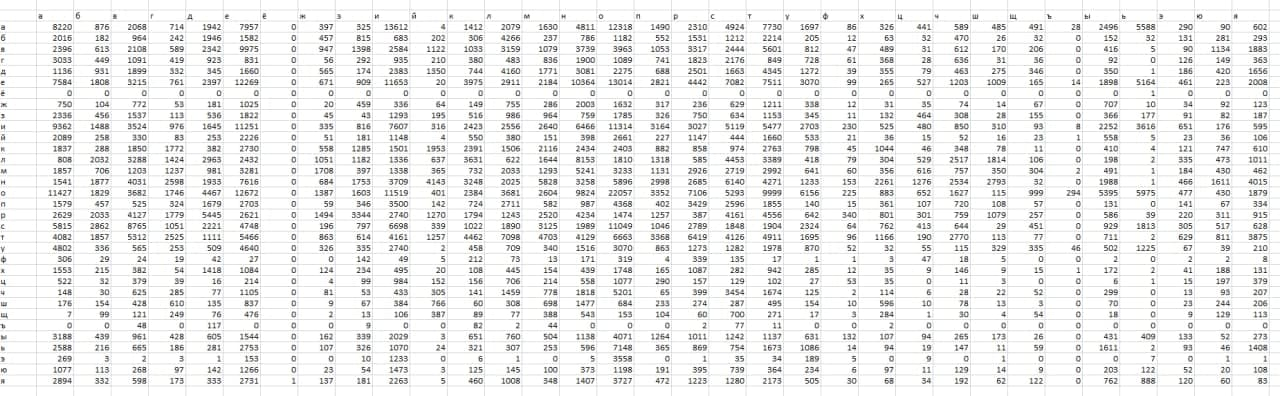 а б в г д е ё ж з и й к л м н о п р с т у ф х ц ч ш щ ъ ы ь э ю я
а 8220 876 2068 714 1942 7957 0 397 325 13612 4 1412 2079 1630 4811 12318 1490 2310 4924 7730 1697 86 326 441 589 485 491 28 2496 5588 290 90 602
б 2016 182 964 242 1946 1582 0 457 815 683 202 306 4266 237 786 1182 552 1531 1212 2214 205 12 63 32 47 26 32 0 152 32 131 281 293
в 2396 613 2108 589 2342 9975 0 947 1398 2584 1122 1033 3159 1079 3739 3963 1053 3317 2444 5601 812 47 489 31 612 170 206 0 416 5 90 1134 1883
г 3033 449 1091 419 923 831 0 56 292 935 210 380 483 836 1900 1089 741 1823 2176 849 728 61 368 28 636 31 36 0 92 0 126 149 363
д 1136 931 1899 332 345 1660 0 565 174 2383 1350 744 4160 1771 3081 2275 688 2501 1663 4345 1272 39 355 79 463 275 346 0 350 1 186 420 1656
е 7584 1808 3215 761 2397 12269 0 671 909 11653 20 3975 2911 2184 10364 13014 2821 4442 7082 7511 3070 99 265 527 1203 1009 165 14 1898 5164 461 223 2008
ё 0 0 0 0 0 0 0 0 0 0 0 0 0 0 0 0 0 0 0 0 0 0 0 0 0 0 0 0 0 1 0 0 0
ж 750 104 772 53 181 1025 0 20 459 336 64 149 755 286 2003 1632 317 236 629 1211 338 12 31 35 74 14 67 0 707 10 34 92 123
з 2336 456 1537 113 536 1822 0 45 43 1293 195 516 986 964 759 1785 326 750 634 1153 345 11 132 464 308 28 155 0 366 177 91 82 187
и 9362 1488 3524 976 1645 11251 0 335 816 7607 316 2423 2556 2640 6466 11314 3164 3027 5119 5477 2703 230 525 480 850 310 93 8 2252 3616 651 176 595
й 2089 258 330 83 253 2226 0 51 181 1148 4 550 380 151 398 2661 227 1147 444 1660 533 21 36 15 52 16 23 1 558 5 23 36 106
к 1837 288 1850 1772 382 2730 0 558 1285 1501 1953 2391 1506 2116 2434 2403 882 858 974 2763 798 45 1044 46 348 78 11 0 410 4 121 747 610
л 808 2032 3288 1424 2963 2432 0 1051 1182 1336 637 3631 622 1644 8153 1810 1318 585 4453 3389 418 79 304 529 2517 1814 106 0 198 2 335 473 1011
м 1857 706 1203 1237 981 3281 0 1708 397 1338 365 732 2033 1293 5241 3233 1131 2926 2719 2992 641 60 356 616 757 350 304 2 491 1 184 430 462
н 1541 1877 4031 2598 1933 7616 0 684 1753 3709 4143 3248 2025 5828 3258 5896 2998 2685 6140 4271 1233 153 2261 1276 2534 2793 32 0 1988 1 466 1611 4015
о 11427 1829 3682 1746 4467 12672 0 1387 1603 11519 401 2384 3681 2604 9824 22057 3352 7106 5293 9999 6156 225 883 652 1627 115 999 294 5395 5975 477 430 1879
п 1579 457 525 324 1679 2703 0 59 346 3500 142 724 2711 582 987 4368 402 3429 2596 1855 140 15 361 107 720 108 57 0 131 0 141 67 334
р 2629 2033 4127 1779 5445 2621 0 1494 3344 2740 1270 1794 1243 2520 4234 1474 1257 387 4161 4556 642 340 801 301 759 1079 257 0 586 39 220 311 915
с 5815 2862 8765 1051 2221 4748 0 196 797 6698 339 1022 1890 3125 1989 11049 1046 2789 1848 1904 2324 64 762 413 644 29 451 0 929 1813 305 517 628
т 4082 1857 5312 2525 1111 5466 0 863 614 4161 1257 4462 7098 4703 4129 6663 3368 6419 4126 4911 1695 96 1166 190 2770 113 77 0 711 2 629 811 3875
у 4802 336 565 253 509 4640 0 326 335 2740 2 458 709 340 1516 3070 863 1273 1282 1978 870 52 32 55 115 329 335 46 502 1225 67 39 210
ф 306 29 24 19 42 27 0 0 142 49 5 212 73 13 171 319 4 339 135 17 1 1 3 47 18 5 0 0 2 0 2 2 8
х 1553 215 382 54 1418 1084 0 124 234 495 20 108 445 154 439 1748 165 1087 282 942 285 12 35 9 146 9 15 1 172 2 41 188 131
ц 522 32 379 39 16 214 0 4 99 984 152 156 706 214 558 1077 290 157 129 102 27 53 35 0 11 3 0 0 6 1 15 197 379
ч 148 30 625 285 77 1105 0 81 53 433 305 141 1459 778 1818 5201 65 399 3454 1674 125 2 114 6 28 22 52 0 299 0 13 93 207
ш 176 154 428 610 135 837 0 9 67 384 766 60 308 698 1477 684 233 274 287 495 154 10 596 10 78 13 3 0 70 0 23 244 206
щ 7 99 121 249 76 476 0 2 13 106 387 89 77 388 543 153 104 60 700 271 17 3 284 1 30 4 54 0 18 0 9 129 113
ъ 0 0 48 0 117 0 0 0 9 0 0 82 2 44 0 0 0 2 77 11 0 0 2 0 0 0 0 0 0 0 0 0 0
ы 3188 439 961 428 605 1544 0 162 339 2029 3 651 760 504 1138 4071 1264 1011 1242 1137 631 132 107 94 265 173 26 0 431 409 133 52 273
ь 2588 216 665 186 281 2753 0 107 326 1070 24 321 307 253 596 7148 365 869 754 1673 1086 14 94 19 147 11 59 0 1611 2 93 46 1408
э 269 3 2 3 1 153 0 0 10 1233 0 6 1 0 5 3558 0 1 35 34 189 5 0 9 0 1 0 0 0 7 0 1 1
ю 1077 113 268 97 142 1266 0 23 54 1473 3 125 145 100 373 1198 191 395 739 364 234 6 97 11 129 14 9 0 203 122 52 20 108
я 2894 332 598 173 333 2731 1 137 181 2263 5 460 1008 348 1407 3727 472 1223 1280 2173 505 30 68 34 192 62 122 0 762 888 120 60 83